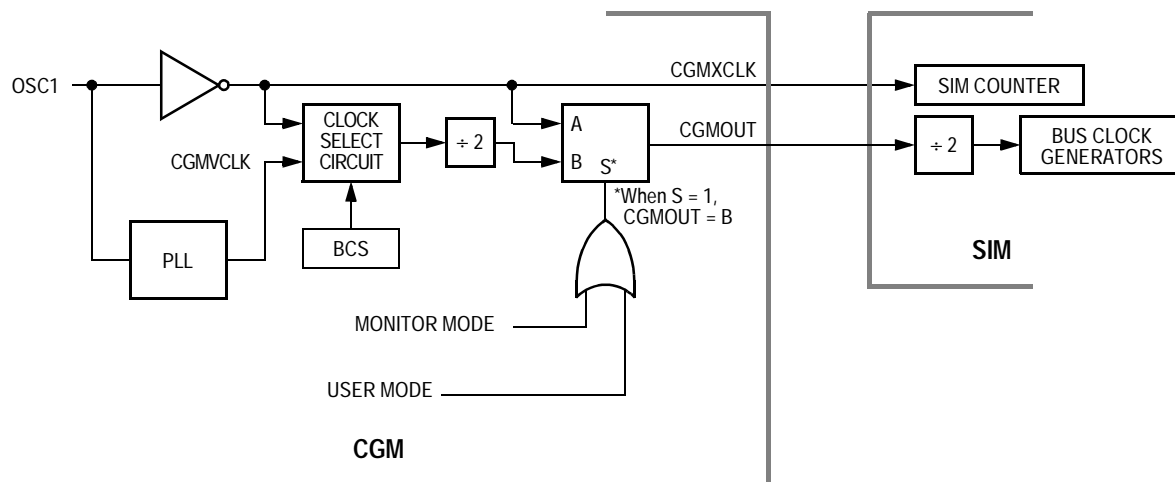 OSC1
CGMXCLK
SIM COUNTER
CLOCK
SELECT
CIRCUIT
÷ 2
A
B
S*
CGMOUT
÷ 2
BUS CLOCK
GENERATORS
CGMVCLK
*When S = 1,
CGMOUT = B
BCS
PLL
SIM
MONITOR MODE
USER MODE
CGM